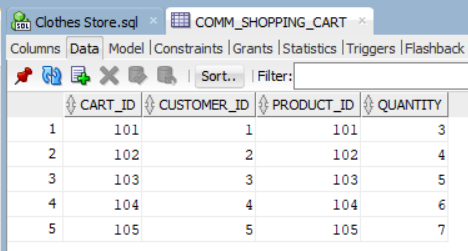 Clothes Store.sql COMM_SHOPPING_CART
Columns Data Model Constraints Grants Statistics Triggers Flashback
Sort.. Filter:
CART_ID CUSTOMER_ID PRODUCT_ID QUANTITY
1 101 1 101 3
2 102 2 102 4
3 103 3 103 5
4 104 4 104 6
5 105 5 105 7